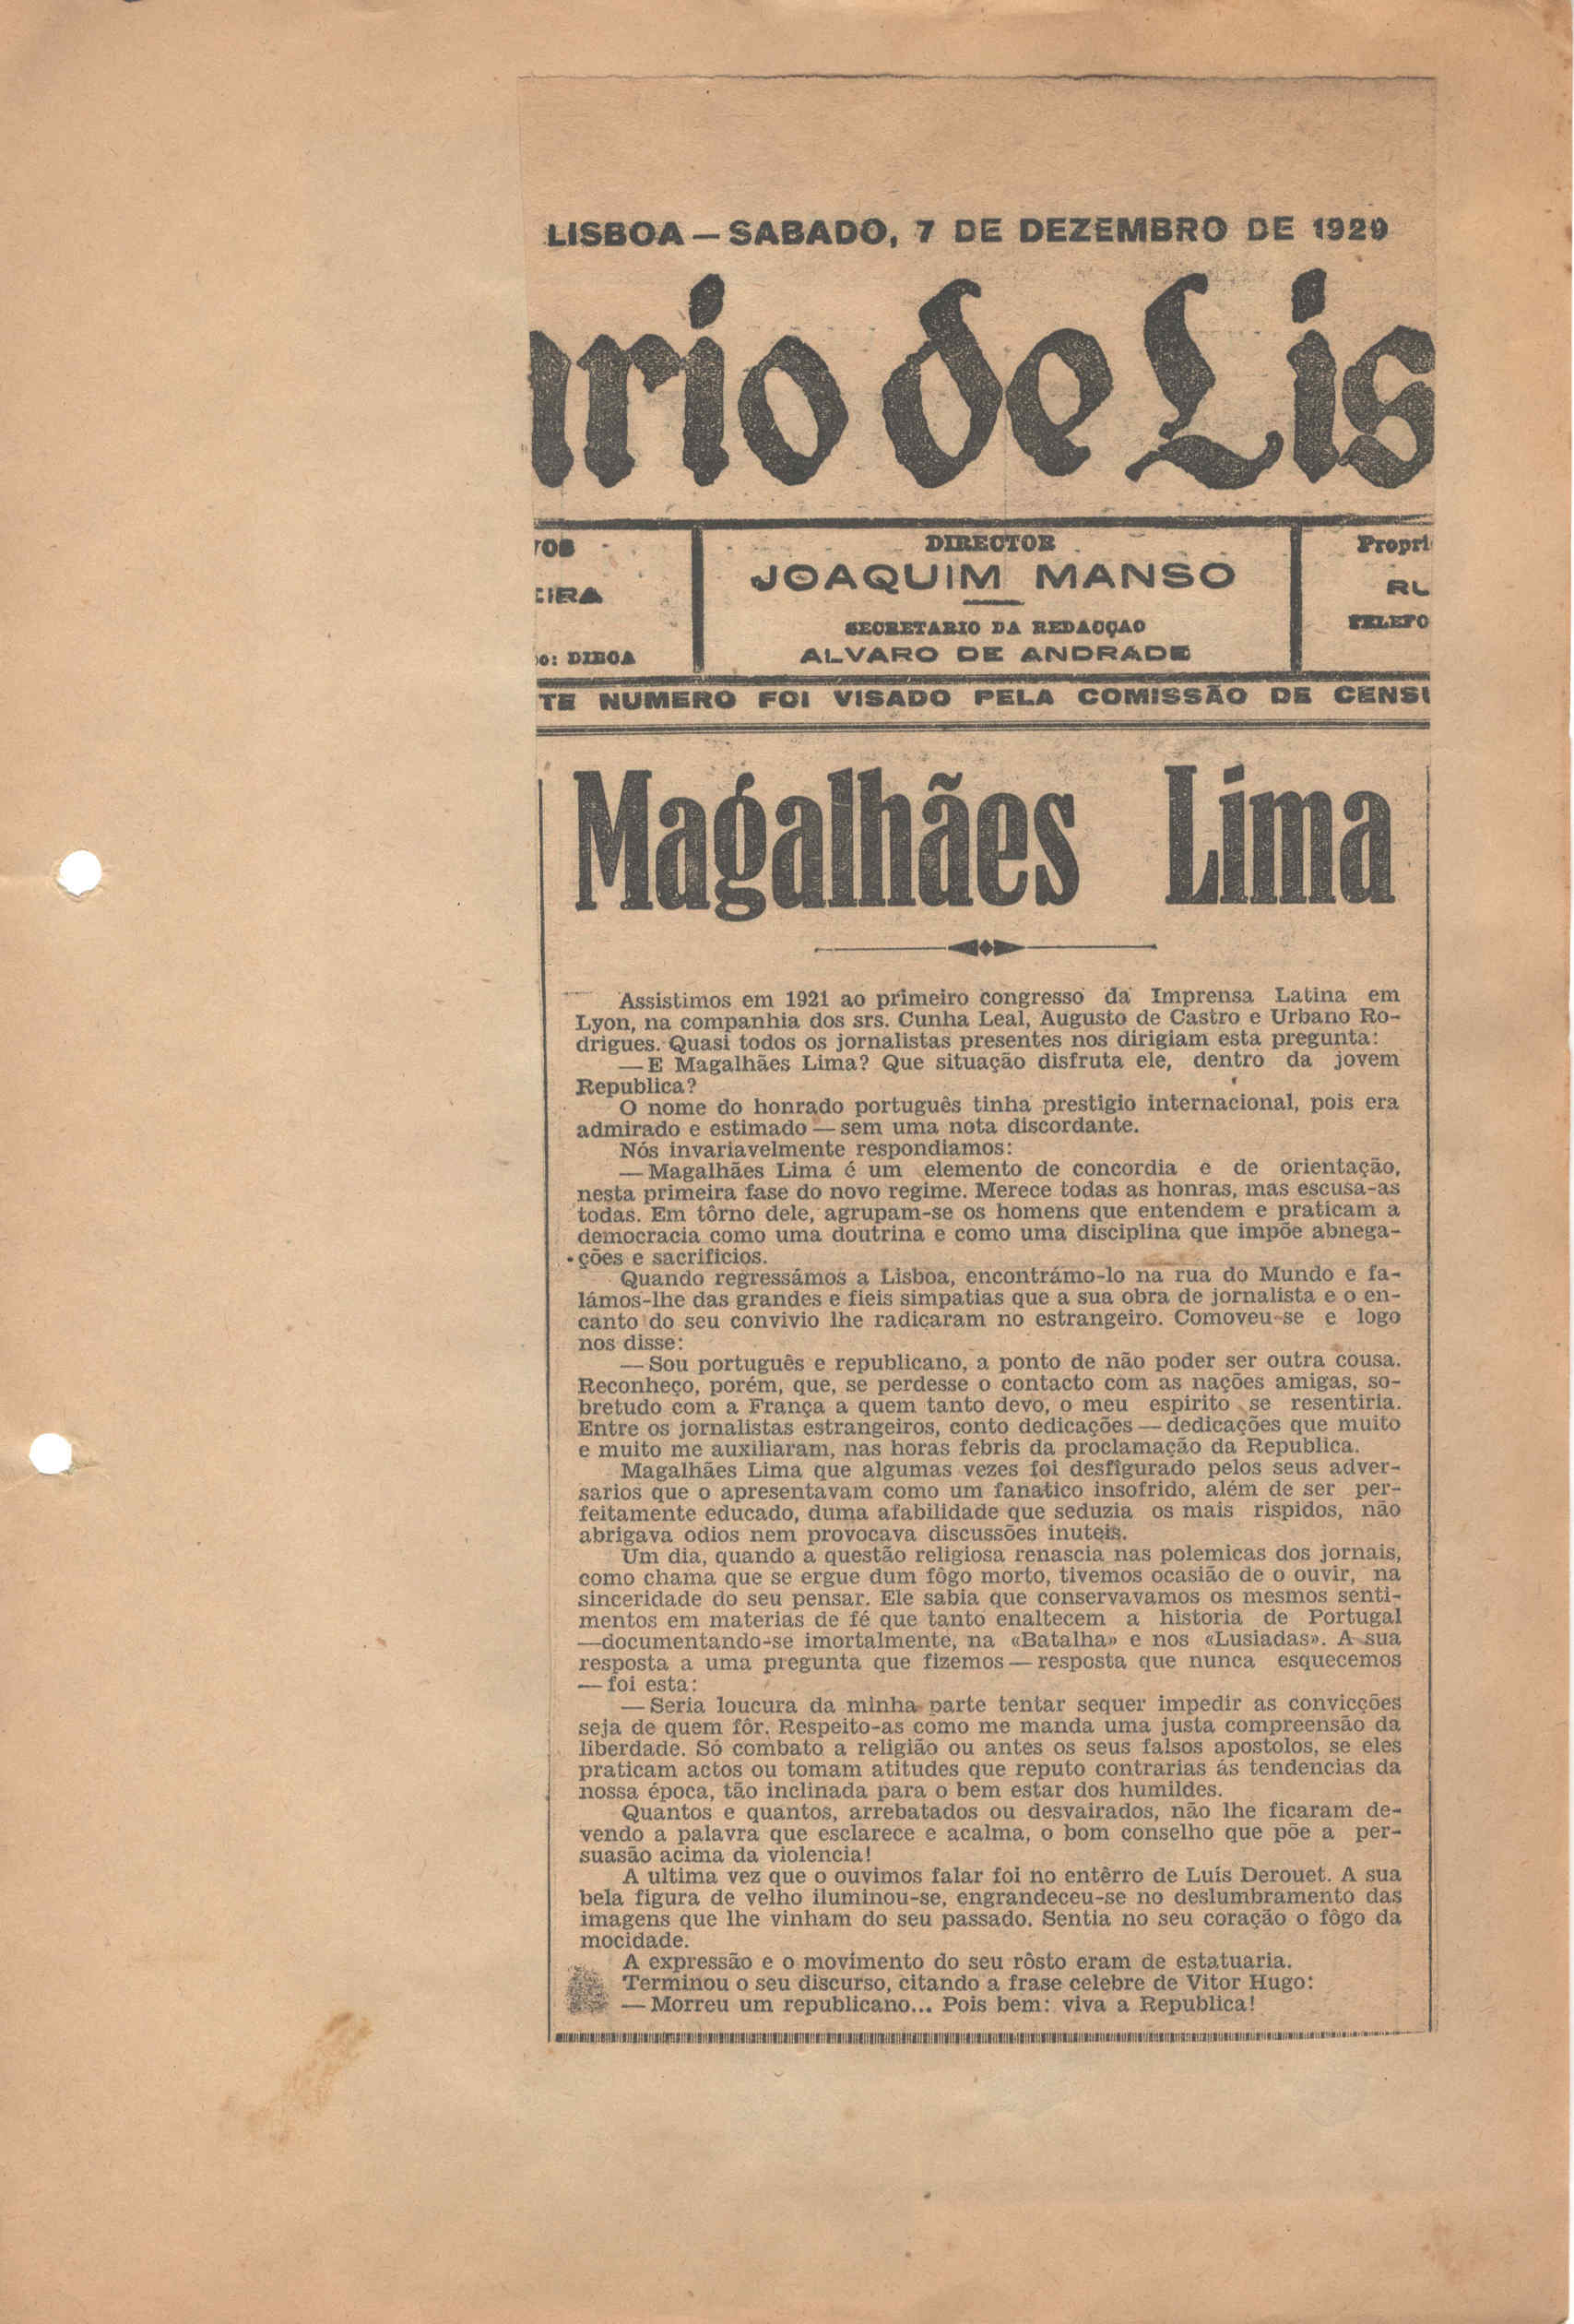 LISBOA — SABADO, 7 DE DEZEMBRO DE 1929
ario de Lis
TOS
EIRA
ço: DIBOA
DIRECTOR
JOAQUIM MANSO
SECRETARIO DA REDACÇAO
ALVARO DE ANDRADE
Propri
RU
TELEFO
TE NUMERO FOI VISADO PELA COMISSÃO DE CENSU
Magalhães Lima
Assistimos em 1921 ao primeiro congresso da Imprensa Latina em
Lyon, na companhia dos srs. Cunha Leal, Augusto de Castro e Urbano Ro-
drigues. Quasi todos os jornalistas presentes nos dirigiam esta pregunta:
— E Magalhães Lima? Que situação disfruta ele, dentro da jovem
Republica?
O nome do honrado português tinha prestigio internacional, pois era
admirado e estimado — sem uma nota discordante.
Nós invariavelmente respondiamos:
— Magalhães Lima é um elemento de concordia e de orientação,
nesta primeira fase do novo regime. Merece todas as honras, mas escusa-as
todas. Em tôrno dele, agrupam-se os homens que entendem e praticam a
democracia como uma doutrina e como uma disciplina que impõe abnega-
ções e sacrificios.
Quando regressámos a Lisboa, encontrámo-lo na rua do Mundo e fa-
lámos-lhe das grandes e fieis simpatias que a sua obra de jornalista e o en-
canto do seu convivio lhe radicaram no estrangeiro. Comoveu-se e logo
nos disse:
— Sou português e republicano, a ponto de não poder ser outra cousa.
Reconheço, porém, que, se perdesse o contacto com as nações amigas, so-
bretudo com a França a quem tanto devo, o meu espirito se resentiria.
Entre os jornalistas estrangeiros, conto dedicações — dedicações que muito
e muito me auxiliaram, nas horas febris da proclamação da Republica.
Magalhães Lima que algumas vezes foi desfigurado pelos seus adver-
sarios que o apresentavam como um fanatico insofrido, além de ser per-
feitamente educado, duma afabilidade que seduzia os mais rispidos, não
abrigava odios nem provocava discussões inuteis.
Um dia, quando a questão religiosa renascia nas polemicas dos jornais,
como chama que se ergue dum fôgo morto, tivemos ocasião de o ouvir, na
sinceridade do seu pensar. Ele sabia que conservavamos os mesmos senti-
mentos em materias de fé que tanto enaltecem a historia de Portugal
—documentando-se imortalmente, na «Batalha» e nos «Lusiadas». A sua
resposta a uma pregunta que fizemos — resposta que nunca esquecemos
— foi esta:
— Seria loucura da minha parte tentar sequer impedir as convicções
seja de quem fôr. Respeito-as como me manda uma justa compreensão da
liberdade. Só combato a religião ou antes os seus falsos apostolos, se eles
praticam actos ou tomam atitudes que reputo contrarias ás tendencias da
nossa época, tão inclinada para o bem estar dos humildes.
Quantos e quantos, arrebatados ou desvairados, não lhe ficaram de-
vendo a palavra que esclarece e acalma, o bom conselho que põe a per-
suasão acima da violencia!
A ultima vez que o ouvimos falar foi no entêrro de Luís Derouet. A sua
bela figura de velho iluminou-se, engrandeceu-se no deslumbramento das
imagens que lhe vinham do seu passado. Sentia no seu coração o fôgo da
mocidade.
A expressão e o movimento do seu rôsto eram de estatuaria.
Terminou o seu discurso, citando a frase celebre de Vitor Hugo:
— Morreu um republicano... Pois bem: viva a Republica!